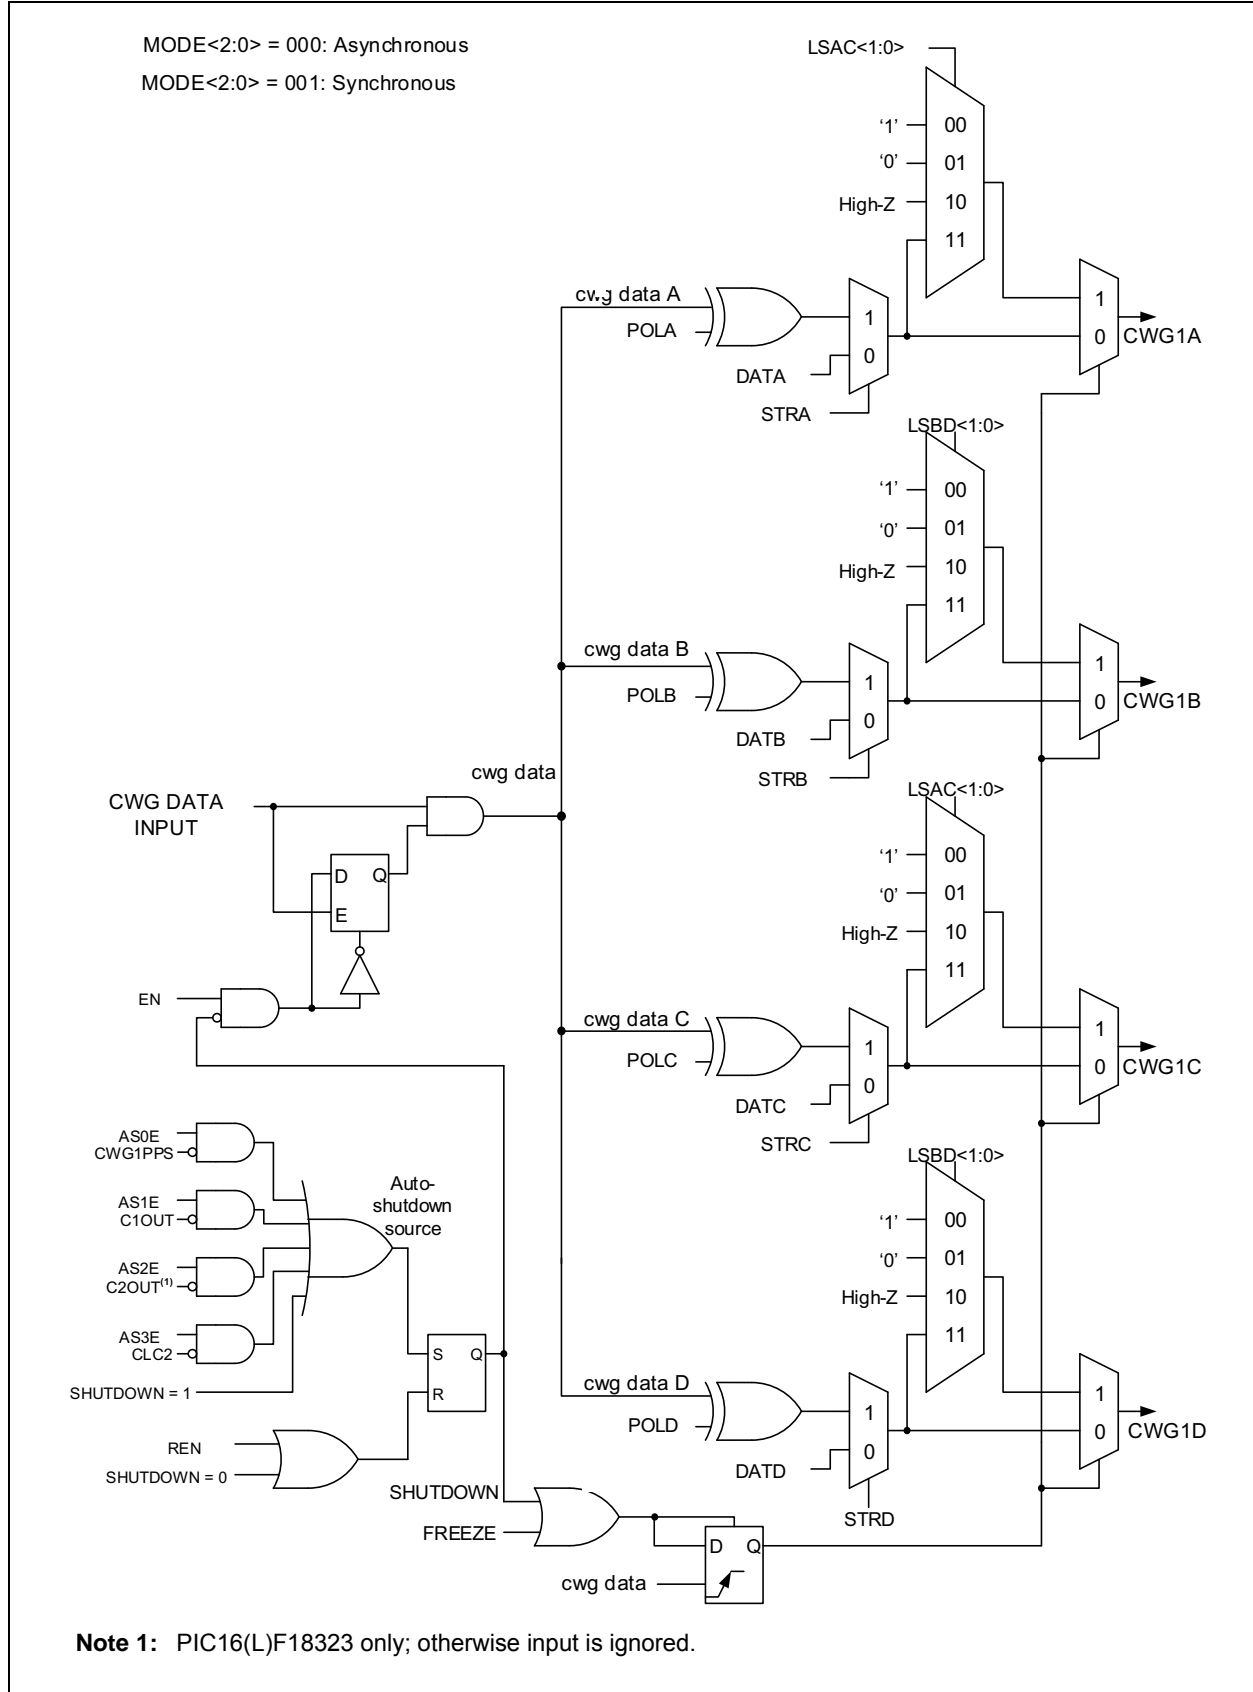 MODE<2:0> = 000: Asynchronous
MODE<2:0> = 001: Synchronous
LSAC<1:0>
‘1’
00
‘0’
01
High-Z
10
11
cwg data A
POLA
1
0
DATA
STRA
1
0
CWG1A
LSBD<1:0>
‘1’
00
‘0’
01
High-Z
10
11
cwg data B
POLB
1
0
DATB
STRB
1
0
CWG1B
cwg data
CWG DATA
INPUT
D
Q
E
EN
LSAC<1:0>
‘1’
00
‘0’
01
High-Z
10
11
cwg data C
POLC
1
0
DATC
STRC
1
0
CWG1C
AS0E
CWG1PPS
AS1E
C1OUT
AS2E
C2OUT(1)
AS3E
CLC2
SHUTDOWN = 1
Auto-
shutdown
source
S
Q
R
REN
SHUTDOWN = 0
LSBD<1:0>
‘1’
00
‘0’
01
High-Z
10
11
cwg data D
POLD
1
0
DATD
STRD
1
0
CWG1D
SHUTDOWN
FREEZE
D
Q
cwg data
Note 1: PIC16(L)F18323 only; otherwise input is ignored.